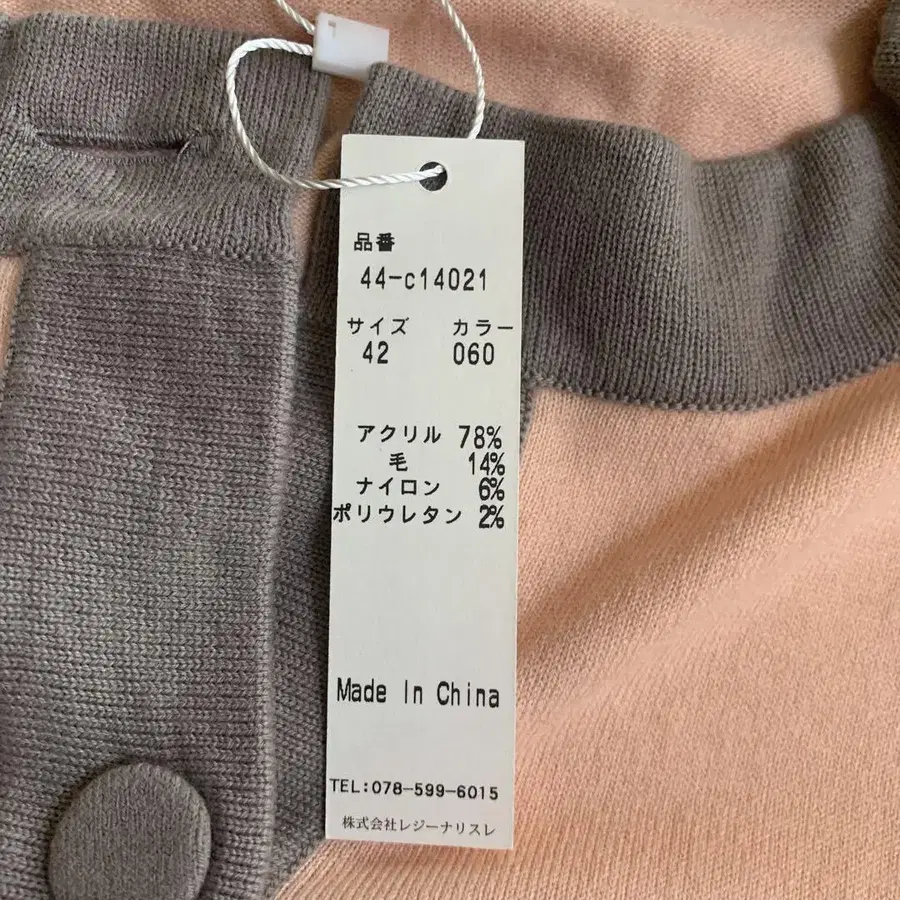 品番
44-c14021
サイズ カラー
42 060
アクリル 78%
毛 14%
ナイロン 6%
ポリウレタン 2%
Made In China
TEL:078-599-6015
株式会社レジーナリスレ